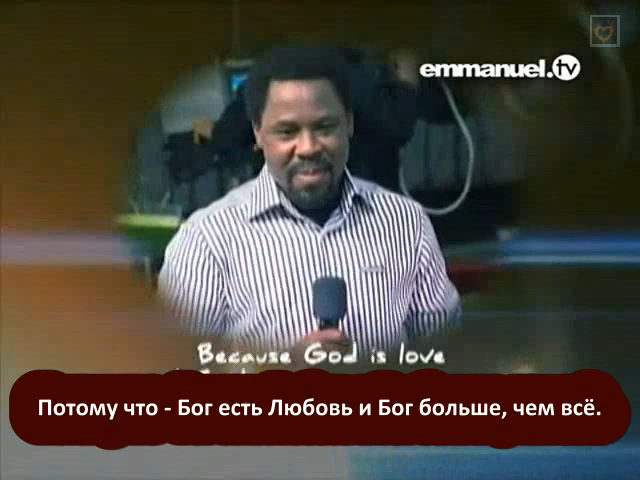 emmanuel.tv
Because God is love
Потому что - Бог есть Любовь и Бог больше, чем всё.